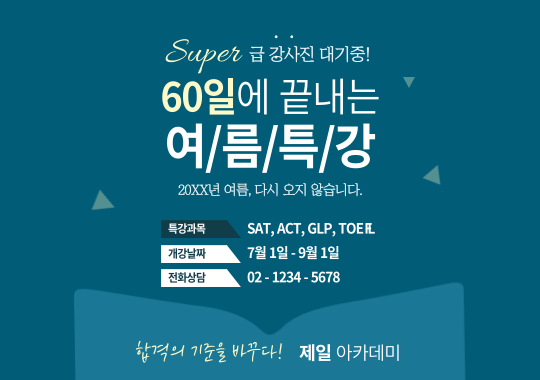 Super 급 강사진 대기중!
60일에 끝내는
여/름/특/강
20XX년 여름, 다시 오지 않습니다.
특강과목 SAT, ACT, GLP, TOEFL
개강날짜 7월 1일 - 9월 1일
전화상담 02 - 1234 - 5678
합격의 기준을 바꾸다! 제일 아카데미